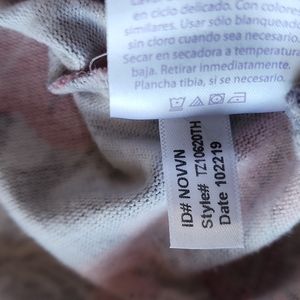 en ciclo delicado. Con colores
similares. Usar sólo blanqueador
sin cloro cuando sea necesario.
Secar en secadora a temperatura
baja. Retirar inmediatamente.
Plancha tibia, si es necesario.
ID# NOVVN
Style# TZ10620TH
Date 102219